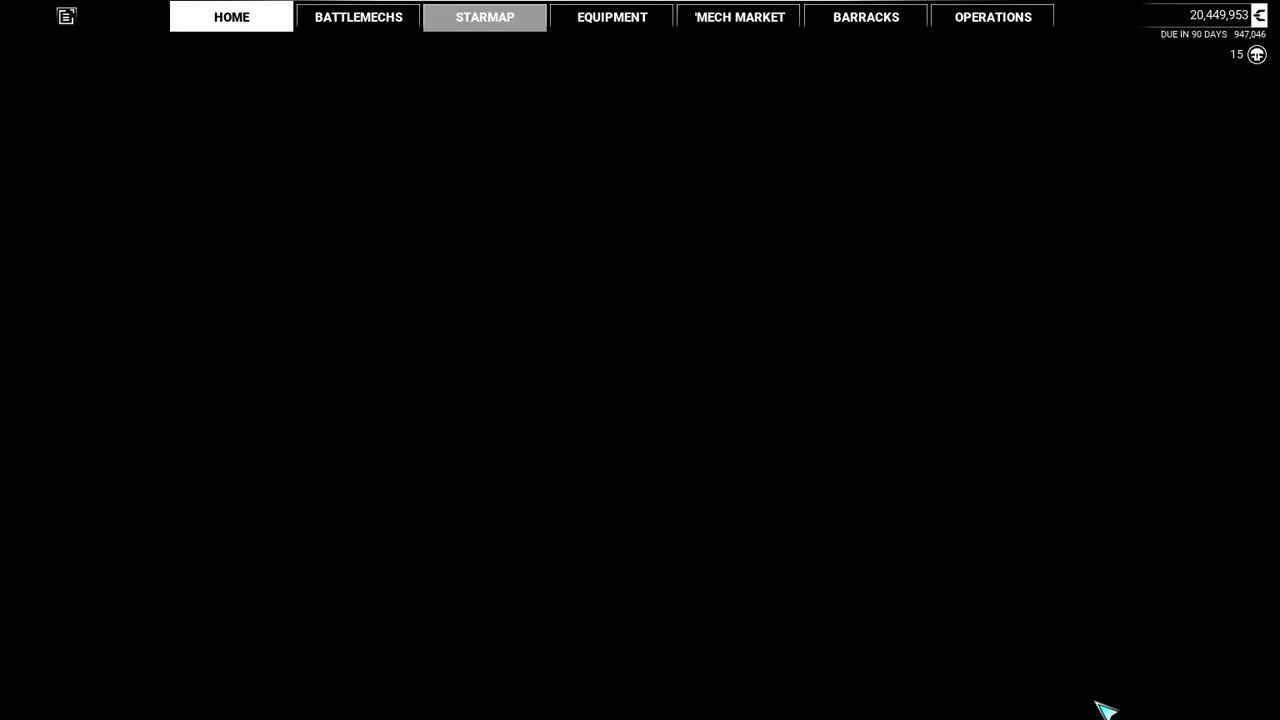 HOME
BATTLEMECHS
STARMAP
EQUIPMENT
'MECH MARKET
BARRACKS
OPERATIONS
20,449,953
DUE IN 90 DAYS 947,046
15